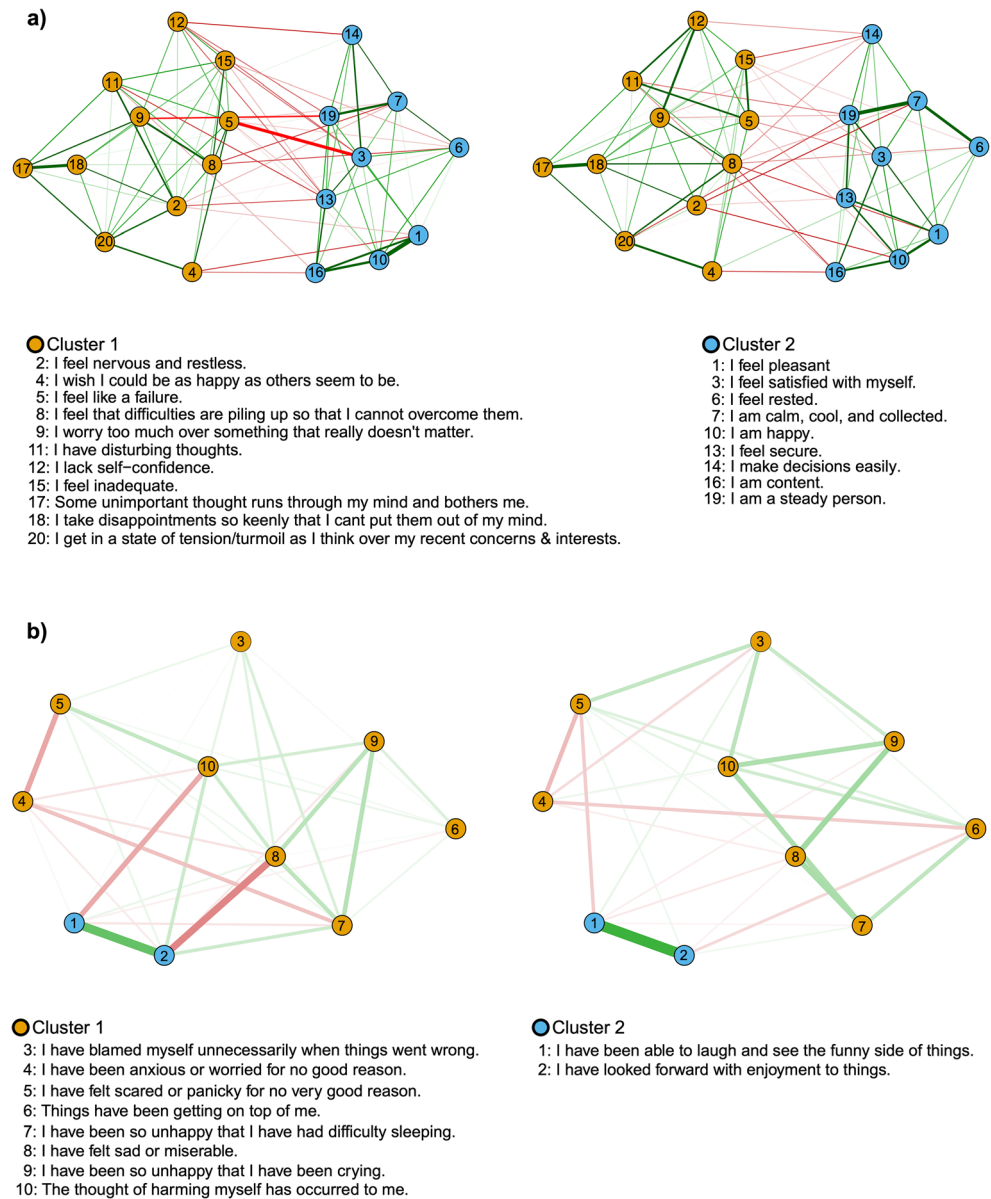 a)
12
14
15
11
7
9
5
19
6
3
17
18
8
2
13
20
1
10
4
16
12
14
15
11
7
9
5
19
6
3
17
18
8
2
13
20
1
10
4
16
Cluster 1
2: I feel nervous and restless.
4: I wish I could be as happy as others seem to be.
5: I feel like a failure.
8: I feel that difficulties are piling up so that I cannot overcome them.
9: I worry too much over something that really doesn't matter.
11: I have disturbing thoughts.
12: I lack self−confidence.
15: I feel inadequate.
17: Some unimportant thought runs through my mind and bothers me.
18: I take disappointments so keenly that I cant put them out of my mind.
20: I get in a state of tension/turmoil as I think over my recent concerns & interests.
Cluster 2
1: I feel pleasant
3: I feel satisfied with myself.
6: I feel rested.
7: I am calm, cool, and collected.
10: I am happy.
13: I feel secure.
14: I make decisions easily.
16: I am content.
19: I am a steady person.
b)
3
5
9
10
4
6
8
1
7
2
3
5
9
10
4
6
8
1
7
2
Cluster 1
3: I have blamed myself unnecessarily when things went wrong.
4: I have been anxious or worried for no good reason.
5: I have felt scared or panicky for no very good reason.
6: Things have been getting on top of me.
7: I have been so unhappy that I have had difficulty sleeping.
8: I have felt sad or miserable.
9: I have been so unhappy that I have been crying.
10: The thought of harming myself has occurred to me.
Cluster 2
1: I have been able to laugh and see the funny side of things.
2: I have looked forward with enjoyment to things.